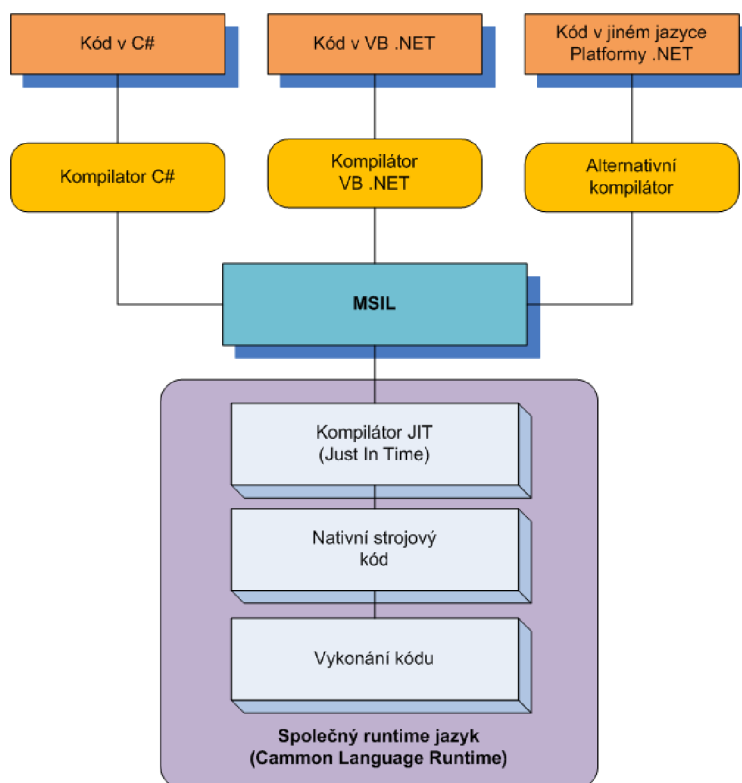 Kód v C#
Kód v VB .NET
Kód v jiném jazyce
Platformy .NET
Kompilator C#
Kompilátor
VB .NET
Alternativní
kompilátor
MSIL
Kompilátor JIT
(Just In Time)
Nativní strojový
kód
Vykonání kódu
Společný runtime jazyk
(Cammon Language Runtime)